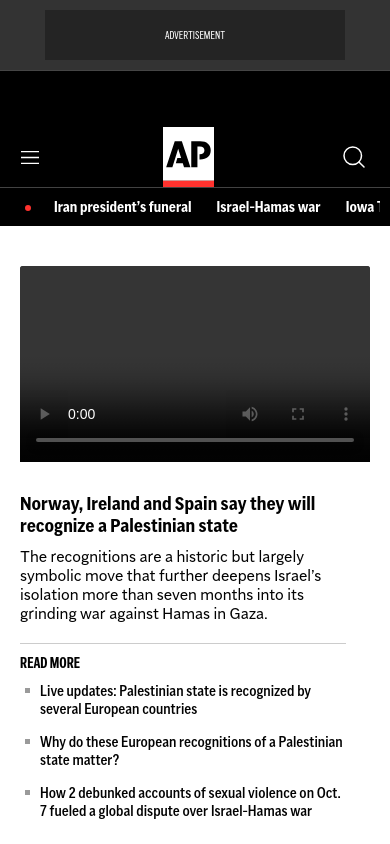 ADVERTISEMENT
AP
Iran president's funeral Israel-Hamas war Iowa
0:00
Norway, Ireland and Spain say they will
recognize a Palestinian state
The recognitions are a historic but largely
symbolic move that further deepens Israel's
isolation more than seven months into its
grinding war against Hamas in Gaza.
READ MORE
Live updates: Palestinian state is recognized by
several European countries
Why do these European recognitions of a Palestinian
state matter?
How 2 debunked accounts of sexual violence on Oct.
7 fueled a global dispute over Israel-Hamas war